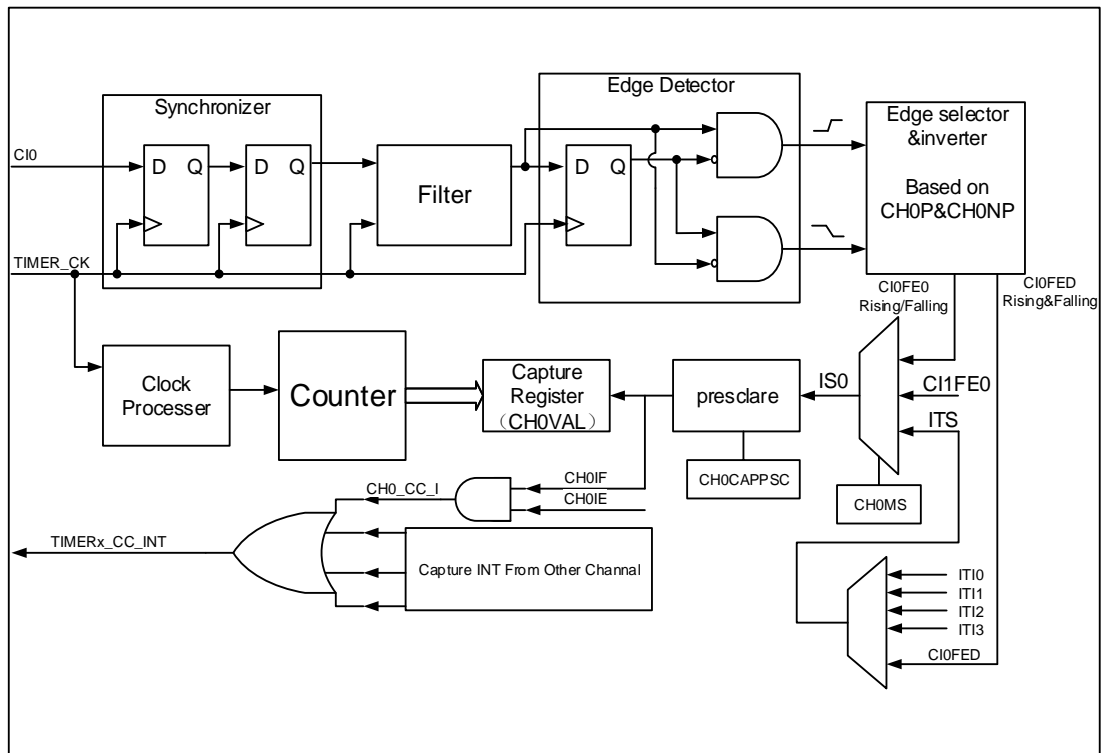 Synchronizer
Edge Detector
Edge selector
&inverter
Based on
CH0P&CH0NP
CI0
D Q
D Q
Filter
D Q
TIMER_CK
CI0FE0
Rising/Falling
CI0FED
Rising&Falling
Clock
Processer
Counter
Capture
Register
（CH0VAL）
presclare
IS0
CI1FE0
ITS
CH0CAPPSC
CH0MS
CH0_CC_I
CH0IF
CH0IE
TIMERx_CC_INT
Capture INT From Other Channel
ITI0
ITI1
ITI2
ITI3
CI0FED